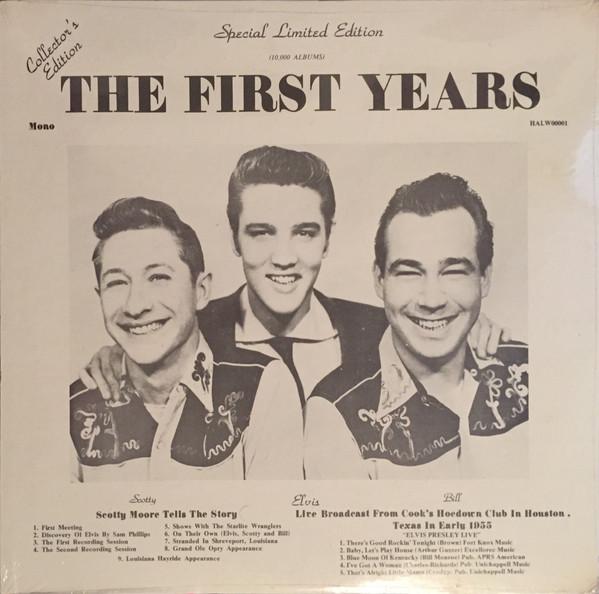 Special Limited Edition
Collector's
Edition
(10,000 ALBUMS)
THE FIRST YEARS
Mono
HALW00001
Scotty
Elvis
Bill
Scotty Moore Tells The Story
1. First Meeting
2. Discovery Of Elvis By Sam Phillips
3. The First Recording Session
4. The Second Recording Session
5. Shows With The Starlite Wranglers
6. On Their Own (Elvis, Scotty and Bill)
7. Stranded In Shreveport, Louisiana
8. Grand Ole Opry Appearance
9. Louisiana Hayride Appearance
Live Broadcast From Cook's Hoedown Club In Houston,
Texas In Early 1955
"ELVIS PRESLEY LIVE"
1. There's Good Rockin' Tonight (Brown) Fort Knox Music
2. Baby, Let's Play House (Arthur Gunter) Excellorec Music
3. Blue Moon Of Kentucky (Bill Monroe) Pub. APRS American
4. I've Got A Woman (Charles-Richards) Pub. Unichappell Music
5. That's Alright Little Mama (Crudup) Pub. Unichappell Music